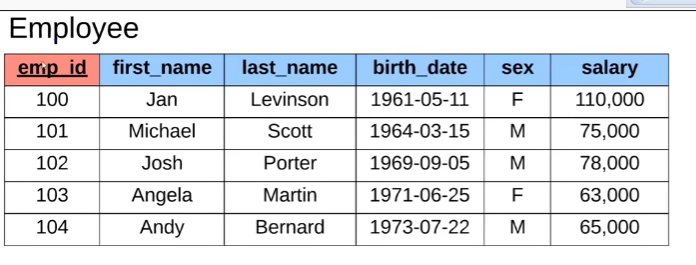 Employee
emp_id first_name last_name birth_date sex salary
100 Jan Levinson 1961-05-11 F 110,000
101 Michael Scott 1964-03-15 M 75,000
102 Josh Porter 1969-09-05 M 78,000
103 Angela Martin 1971-06-25 F 63,000
104 Andy Bernard 1973-07-22 M 65,000